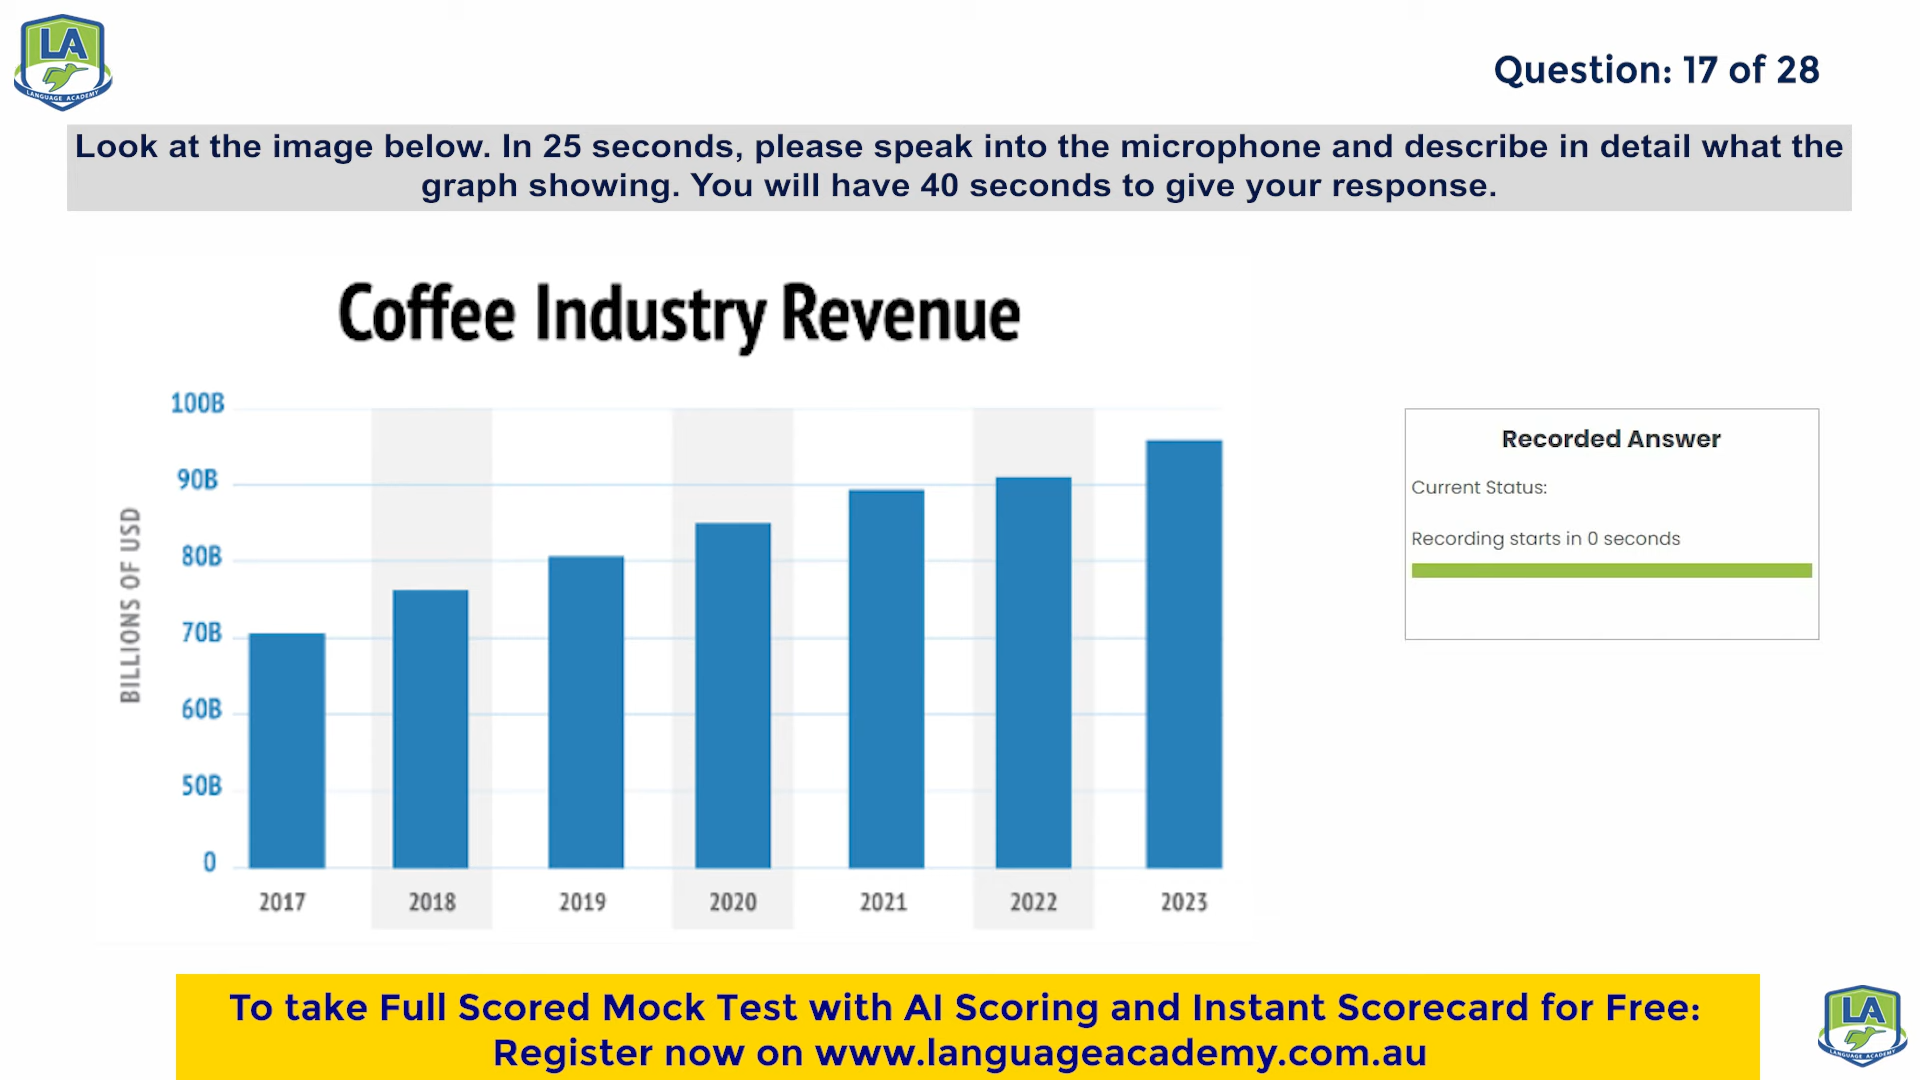 LA
LANGUAGE ACADEMY
Question: 17 of 28
Look at the image below. In 25 seconds, please speak into the microphone and describe in detail what the
graph showing. You will have 40 seconds to give your response.
Coffee Industry Revenue
BILLIONS OF USD
100B
90B
80B
70B
60B
50B
0
2017
2018
2019
2020
2021
2022
2023
Recorded Answer
Current Status:
Recording starts in 0 seconds
To take Full Scored Mock Test with AI Scoring and Instant Scorecard for Free:
Register now on www.languageacademy.com.au
LA
LANGUAGE ACADEMY